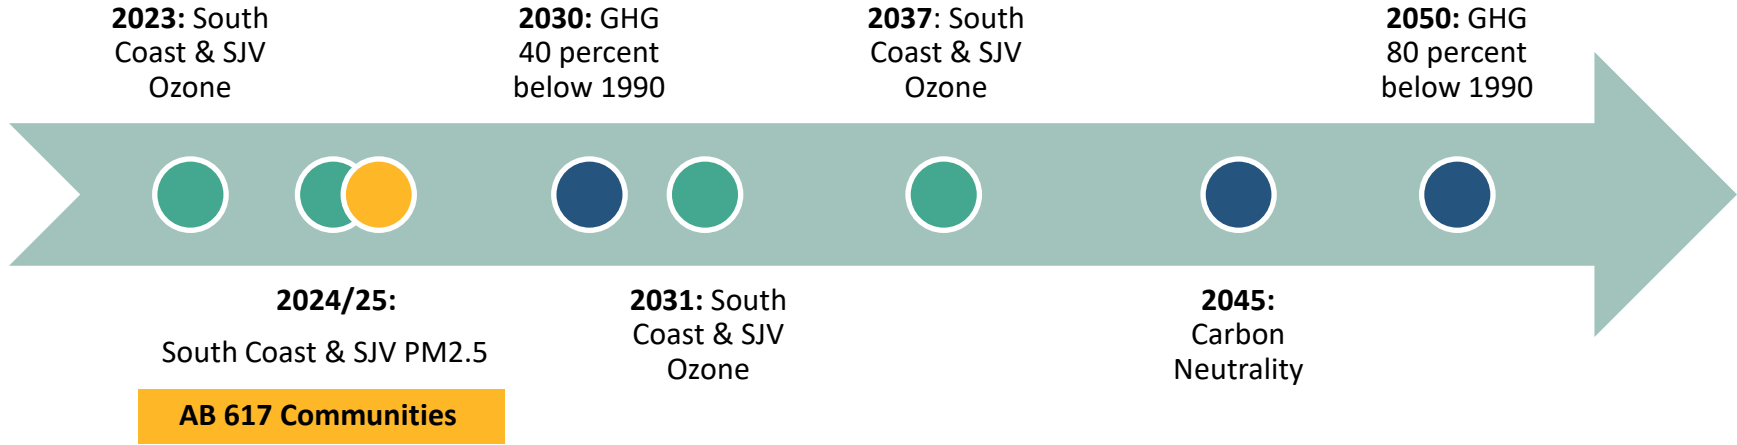 2023: South
Coast & SJV
Ozone
2030: GHG
40 percent
below 1990
2037: South
Coast & SJV
Ozone
2050: GHG
80 percent
below 1990
2024/25:
South Coast & SJV PM2.5
AB 617 Communities
2031: South
Coast & SJV
Ozone
2045:
Carbon
Neutrality